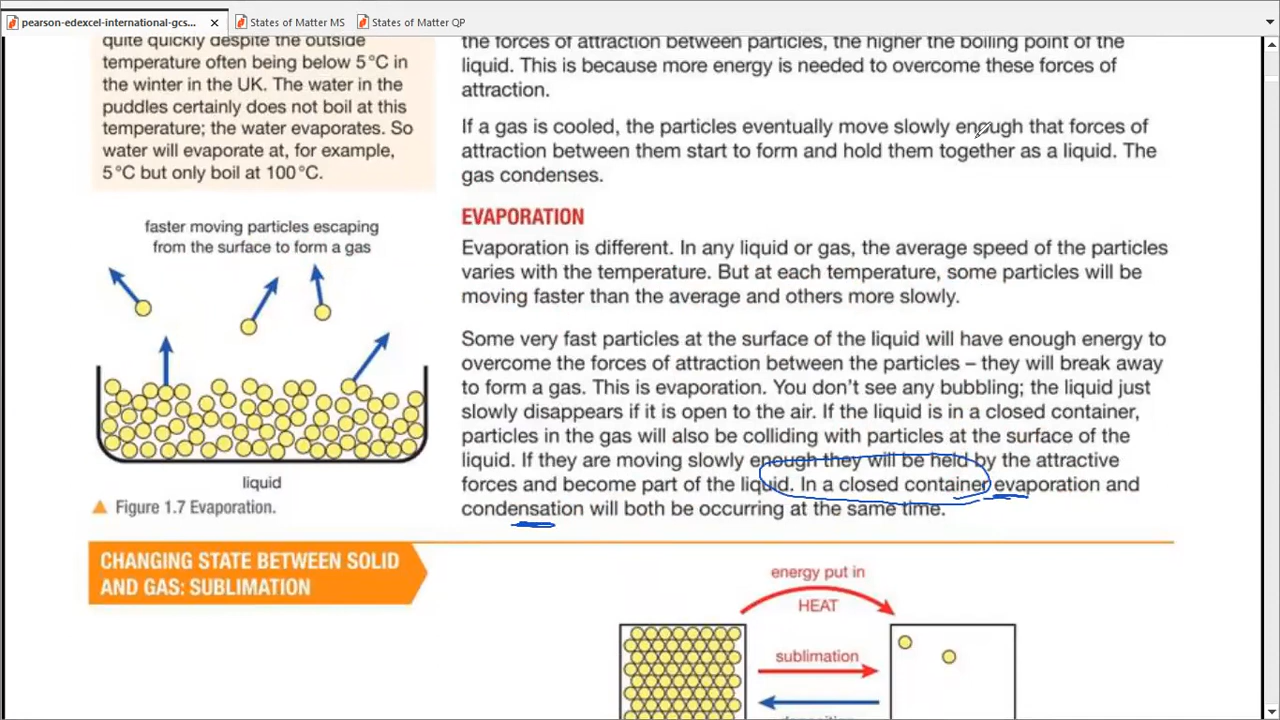 pearson-edexcel-international-gcs...
States of Matter MS
States of Matter QP
quite quickly despite the outside
temperature often being below 5°C in
the winter in the UK. The water in the
puddles certainly does not boil at this
temperature; the water evaporates. So
water will evaporate at, for example,
5°C but only boil at 100°C.
faster moving particles escaping
from the surface to form a gas
liquid
Figure 1.7 Evaporation.
the forces of attraction between particles, the higher the boiling point of the
liquid. This is because more energy is needed to overcome these forces of
attraction.
If a gas is cooled, the particles eventually move slowly enough that forces of
attraction between them start to form and hold them together as a liquid. The
gas condenses.
EVAPORATION
Evaporation is different. In any liquid or gas, the average speed of the particles
varies with the temperature. But at each temperature, some particles will be
moving faster than the average and others more slowly.
Some very fast particles at the surface of the liquid will have enough energy to
overcome the forces of attraction between the particles – they will break away
to form a gas. This is evaporation. You don't see any bubbling; the liquid just
slowly disappears if it is open to the air. If the liquid is in a closed container,
particles in the gas will also be colliding with particles at the surface of the
liquid. If they are moving slowly enough they will be held by the attractive
forces and become part of the liquid. In a closed container evaporation and
condensation will both be occurring at the same time.
CHANGING STATE BETWEEN SOLID
AND GAS: SUBLIMATION
energy put in
HEAT
sublimation